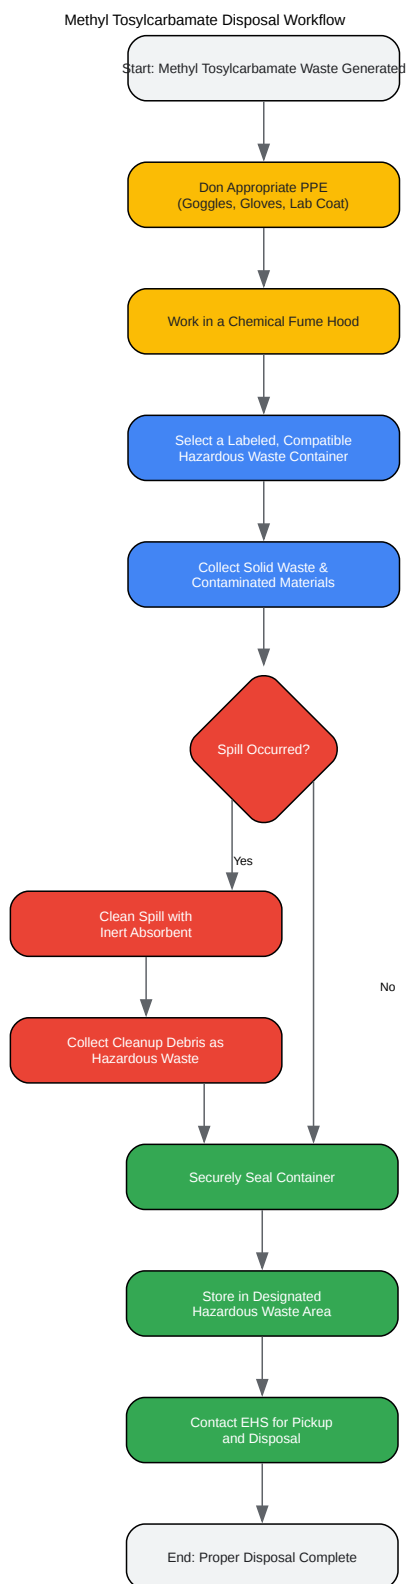 Methyl Tosylcarbamate Disposal Workflow
Start: Methyl Tosylcarbamate Waste Generated
Don Appropriate PPE
(Goggles, Gloves, Lab Coat)
Work in a Chemical Fume Hood
Select a Labeled, Compatible
Hazardous Waste Container
Collect Solid Waste &
Contaminated Materials
Spill Occurred?
Yes
Clean Spill with
Inert Absorbent
No
Collect Cleanup Debris as
Hazardous Waste
Securely Seal Container
Store in Designated
Hazardous Waste Area
Contact EHS for Pickup
and Disposal
End: Proper Disposal Complete